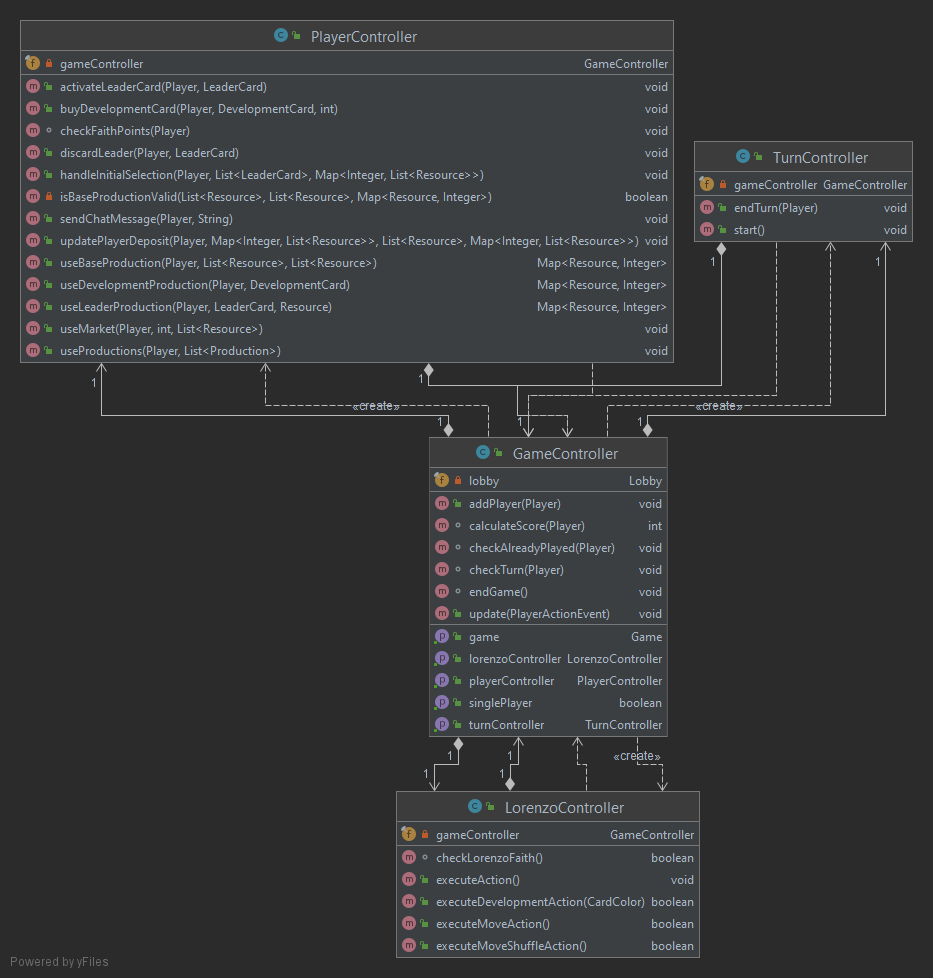 PlayerController
gameController GameController
activateLeaderCard(Player, LeaderCard) void
buyDevelopmentCard(Player, DevelopmentCard, int) void
checkFaithPoints(Player) void
discardLeader(Player, LeaderCard) void
handleInitialSelection(Player, List<LeaderCard>, Map<Integer, List<Resource>>) void
isBaseProductionValid(List<Resource>, List<Resource>, Map<Resource, Integer>) boolean
sendChatMessage(Player, String) void
updatePlayerDeposit(Player, Map<Integer, List<Resource>>, List<Resource>, Map<Integer, List<Resource>>) void
useBaseProduction(Player, List<Resource>, List<Resource>) Map<Resource, Integer>
useDevelopmentProduction(Player, DevelopmentCard) Map<Resource, Integer>
useLeaderProduction(Player, LeaderCard, Resource) Map<Resource, Integer>
useMarket(Player, int, List<Resource>) void
useProductions(Player, List<Production>) void
TurnController
gameController GameController
endTurn(Player) void
start() void
1 1
1 1
«create» «create»
1 1 1
GameController
lobby Lobby
addPlayer(Player) void
calculateScore(Player) int
checkAlreadyPlayed(Player) void
checkTurn(Player) void
endGame() void
update(PlayerActionEvent) void
game Game
lorenzoController LorenzoController
playerController PlayerController
singlePlayer boolean
turnController TurnController
1 1 «create»
1 1
LorenzoController
gameController GameController
checkLorenzoFaith() boolean
executeAction() void
executeDevelopmentAction(CardColor) boolean
executeMoveAction() boolean
executeMoveShuffleAction() boolean
Powered by yFiles